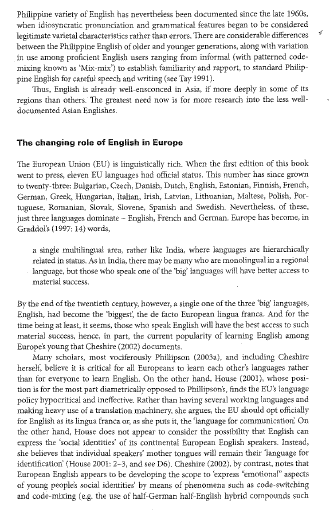 Philippine variety of English has nevertheless been documented since the late 1960s,
when idiosyncratic pronunciation and grammatical features began to be considered
legitimate varietal characteristics rather than errors. There are considerable differences
between the Philippine English of older and younger generations, along with variation
in use among proficient English users ranging from informal (with patterned code-
mixing known as 'Mix-mix') to establish familiarity and rapport, to standard Philip-
pine English for careful speech and writing (see Tay 1991).
Thus, English is already well-ensconced in Asia, if more deeply in some of its
regions than others. The greatest need now is for more research into the less well-
documented Asian Englishes.
The changing role of English in Europe
The European Union (EU) is linguistically rich. When the first edition of this book
went to press, eleven EU languages had official status. This number has since grown
to twenty-three: Bulgarian, Czech, Danish, Dutch, English, Estonian, Finnish, French,
German, Greek, Hungarian, Italian, Irish, Latvian, Lithuanian, Maltese, Polish, Por-
tuguese, Romanian, Slovak, Slovene, Spanish and Swedish. Nevertheless, of these,
just three languages dominate – English, French and German. Europe has become, in
Graddol's (1997: 14) words,
a single multilingual area, rather like India, where languages are hierarchically
related in status. As in India, there may be many who are monolingual in a regional
language, but those who speak one of the 'big' languages will have better access to
material success.
By the end of the twentieth century, however, a single one of the three 'big' languages,
English, had become the 'biggest', the de facto European lingua franca. And for the
time being at least, it seems, those who speak English will have the best access to such
material success, hence, in part, the current popularity of learning English among
Europe's young that Cheshire (2002) documents.
Many scholars, most vociferously Phillipson (2003a), and including Cheshire
herself, believe it is critical for all Europeans to learn each other's languages rather
than for everyone to learn English. On the other hand, House (2001), whose posi-
tion is for the most part diametrically opposed to Phillipson's, finds the EU's language
policy hypocritical and ineffective. Rather than having several working languages and
making heavy use of a translation machinery, she argues, the EU should opt officially
for English as its lingua franca or, as she puts it, the 'language for communication'. On
the other hand, House does not appear to consider the possibility that English can
express the 'social identities' of its continental European English speakers. Instead,
she believes that individual speakers' mother tongues will remain their 'language for
identification' (House 2001: 2–3, and see D6). Cheshire (2002), by contrast, notes that
English in Europe appears to be developing the scope to 'express "emotional" aspects
of young people's social identities' by means of phenomena such as code-switching
and code-mixing (e.g. the use of half-German half-English hybrid compounds such